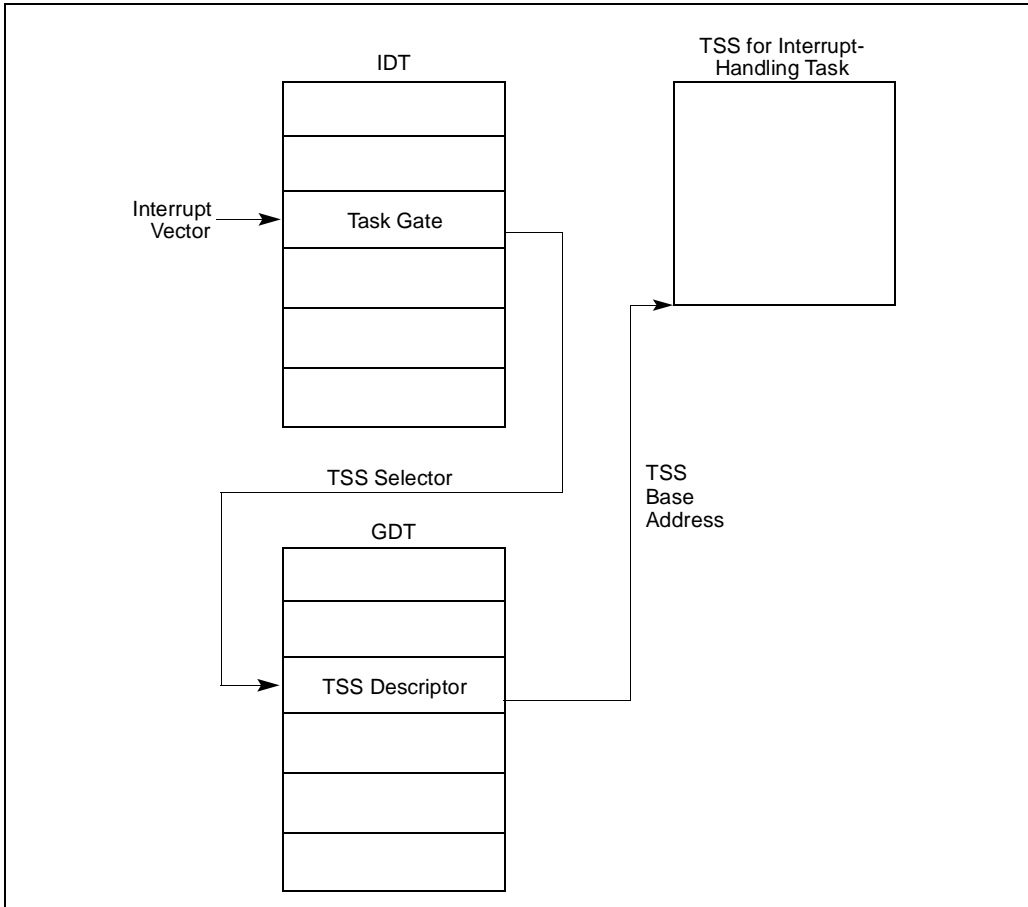 IDT
TSS for Interrupt-
Handling Task
Interrupt
Vector
Task Gate
TSS Selector
TSS
Base
Address
GDT
TSS Descriptor